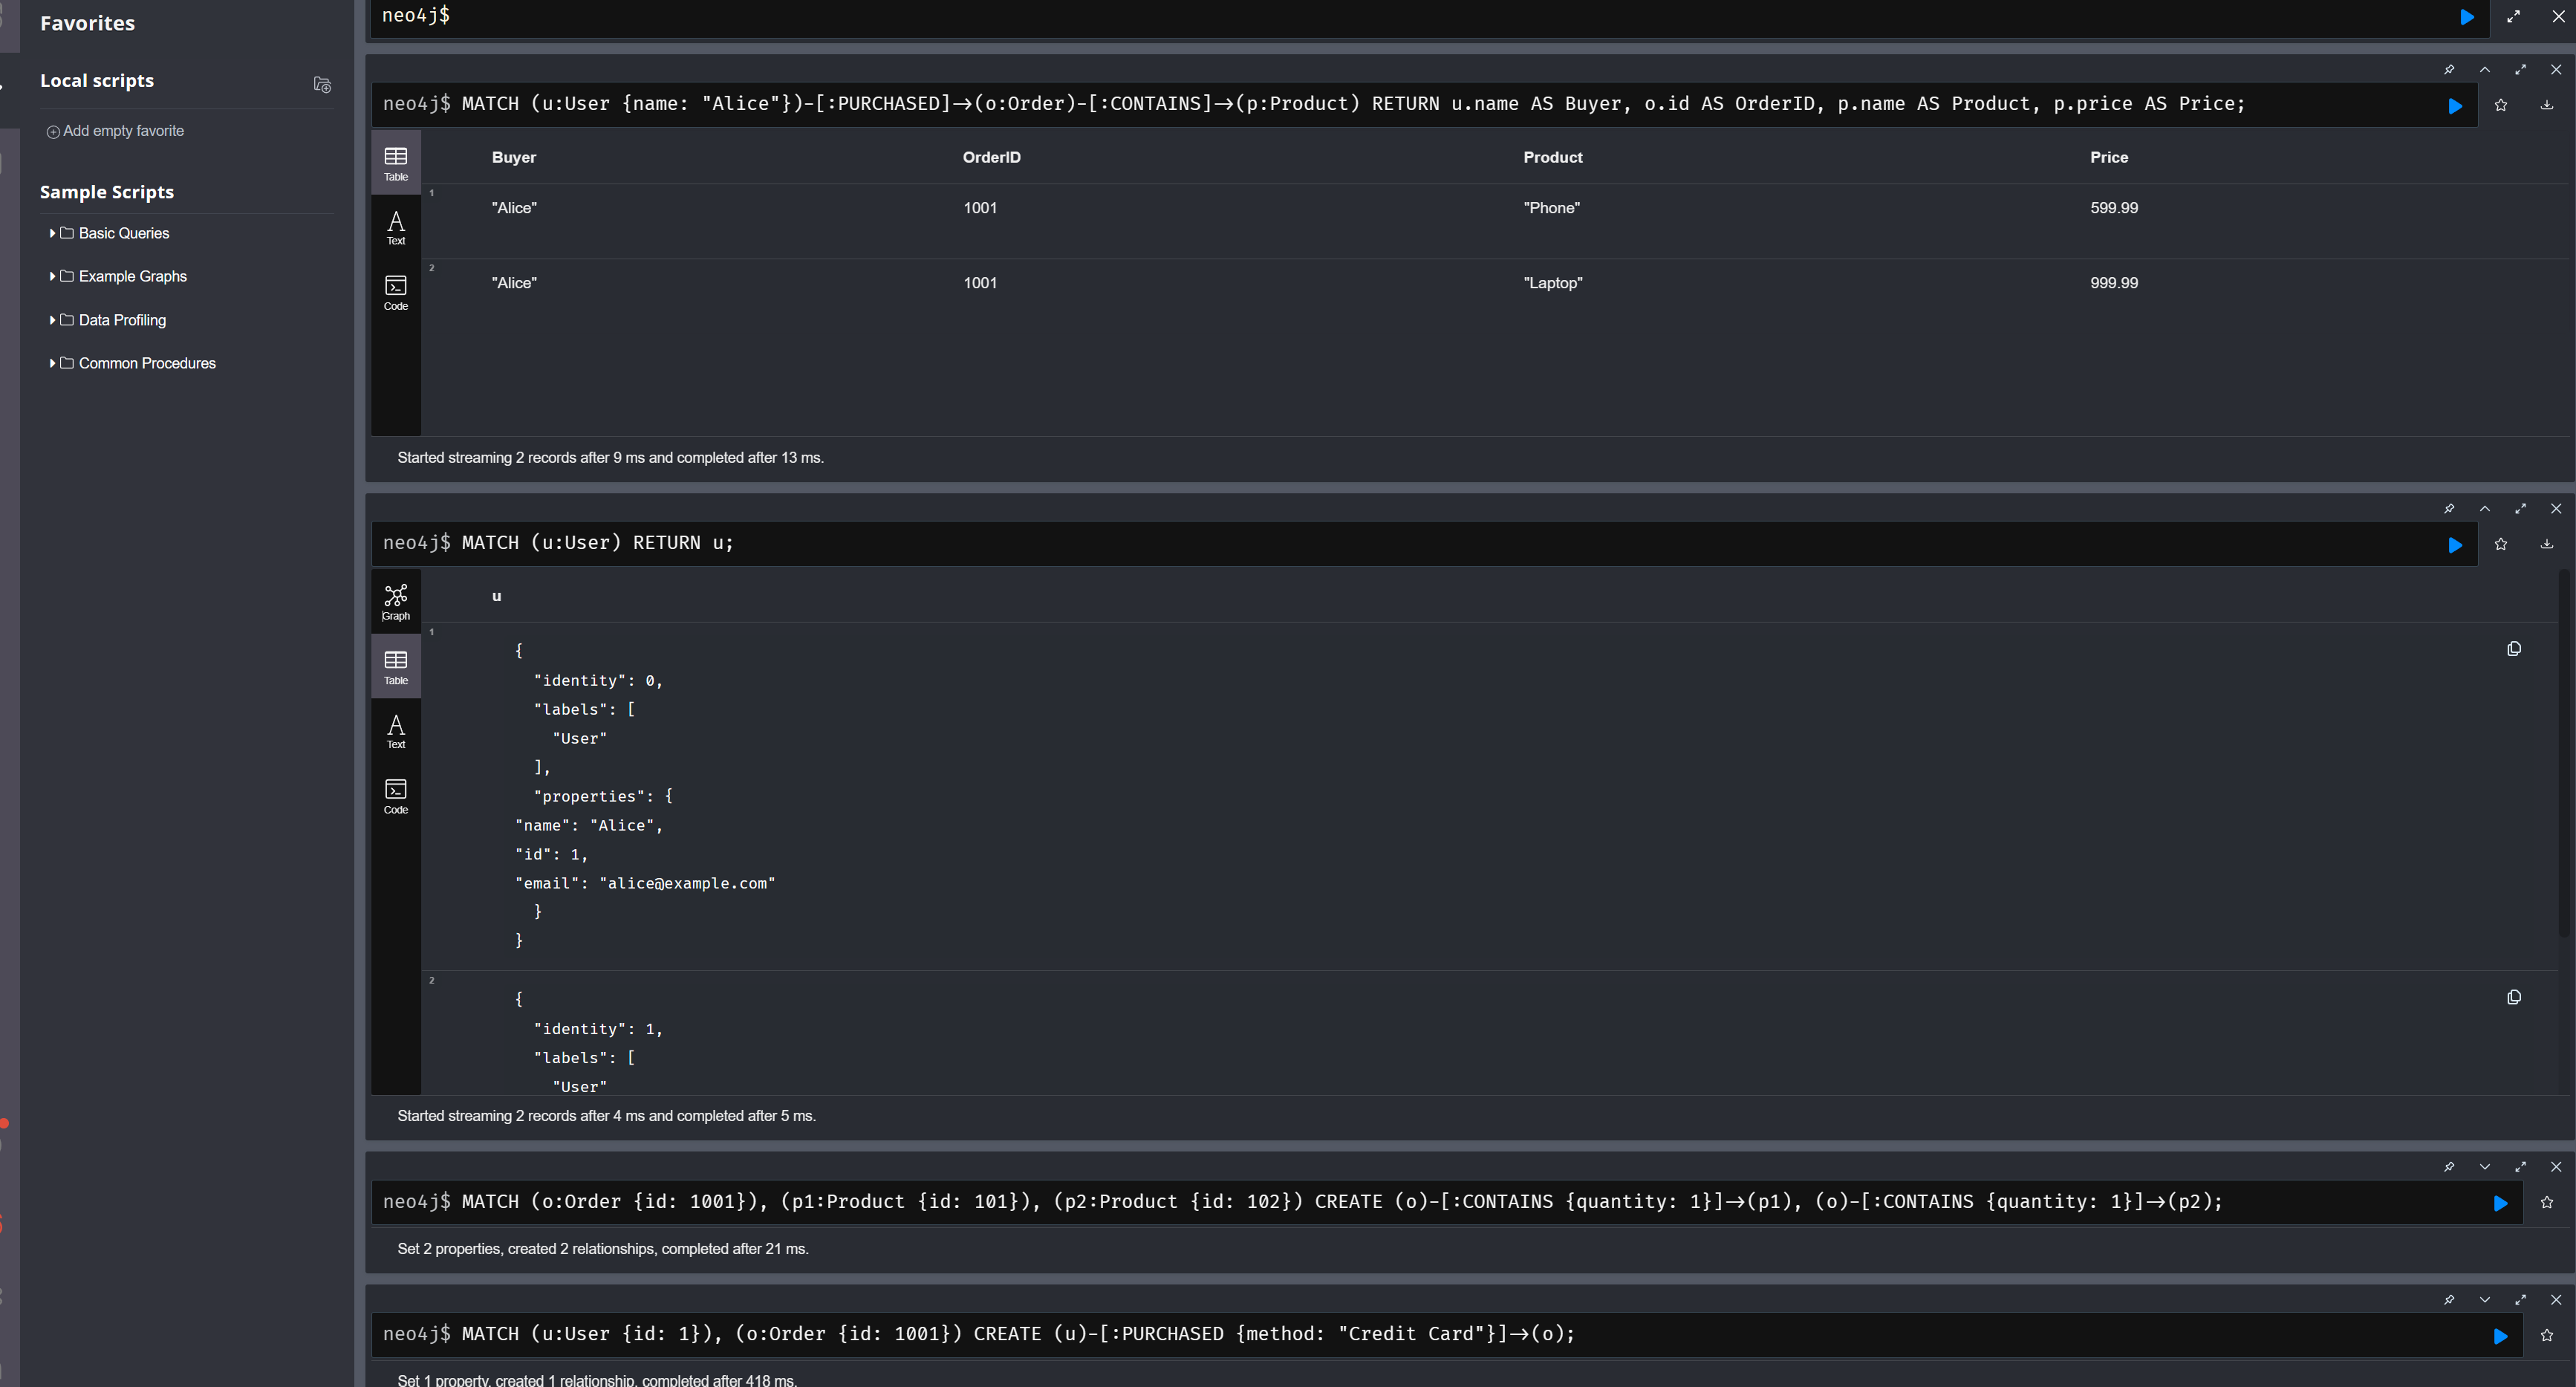 Favorites
Local scripts
Add empty favorite
Sample Scripts
Basic Queries
Example Graphs
Data Profiling
Common Procedures
neo4j$
neo4j$ MATCH (u:User {name: "Alice"})-[:PURCHASED]->(o:Order)-[:CONTAINS]->(p:Product) RETURN u.name AS Buyer, o.id AS OrderID, p.name AS Product, p.price AS Price;
Table
Text
Code
Buyer OrderID Product Price
1 "Alice" 1001 "Phone" 599.99
2 "Alice" 1001 "Laptop" 999.99
Started streaming 2 records after 9 ms and completed after 13 ms.
neo4j$ MATCH (u:User) RETURN u;
Graph
Table
Text
Code
u
1
{
"identity": 0,
"labels": [
"User"
],
"properties": {
"name": "Alice",
"id": 1,
"email": "alice@example.com"
}
}
2
{
"identity": 1,
"labels": [
"User"
Started streaming 2 records after 4 ms and completed after 5 ms.
neo4j$ MATCH (o:Order {id: 1001}), (p1:Product {id: 101}), (p2:Product {id: 102}) CREATE (o)-[:CONTAINS {quantity: 1}]->(p1), (o)-[:CONTAINS {quantity: 1}]->(p2);
Set 2 properties, created 2 relationships, completed after 21 ms.
neo4j$ MATCH (u:User {id: 1}), (o:Order {id: 1001}) CREATE (u)-[:PURCHASED {method: "Credit Card"}]->(o);
Set 1 property, created 1 relationship, completed after 418 ms.